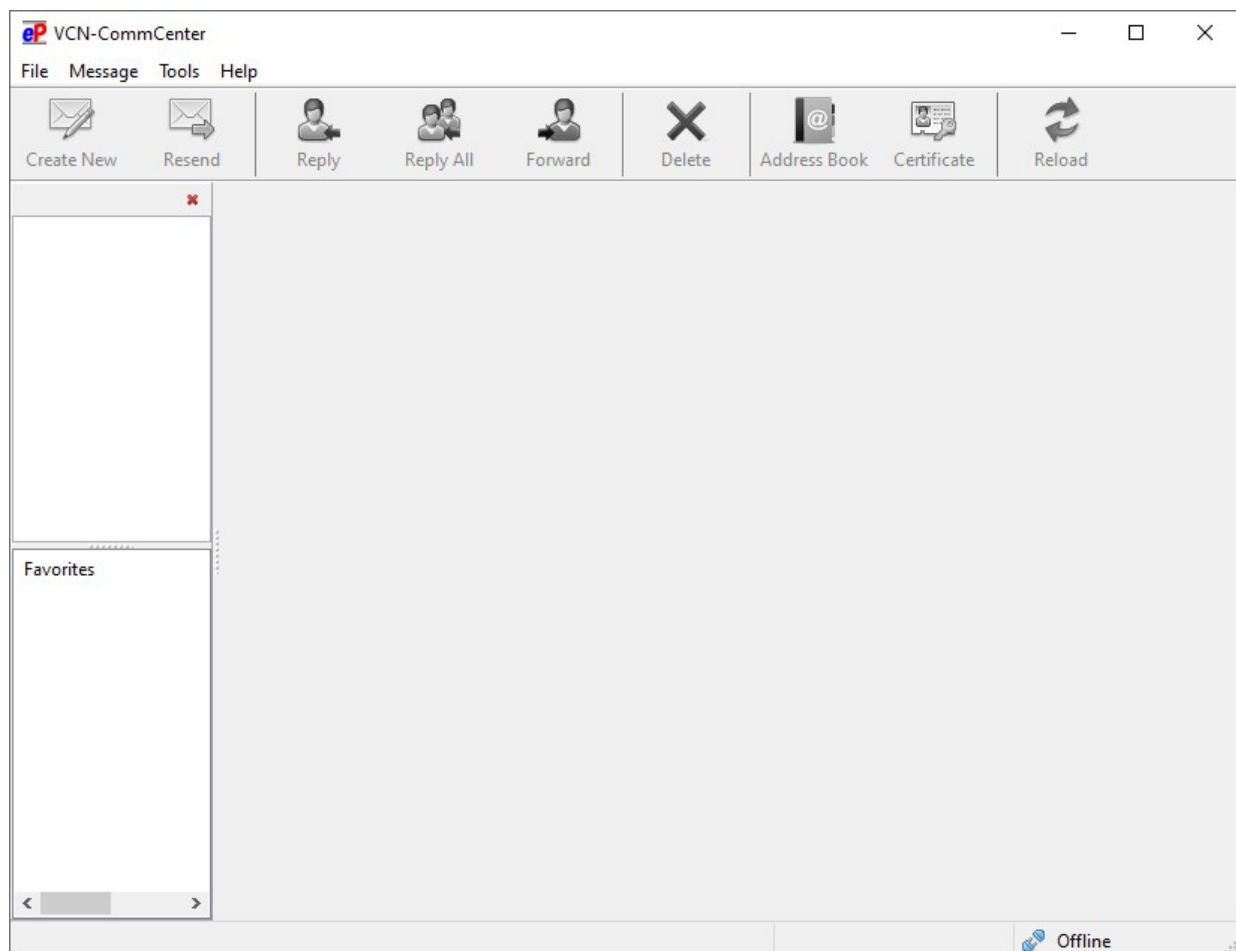 eP VCN-CommCenter
File Message Tools Help
Create New Resend Reply Reply All Forward Delete Address Book Certificate Reload
Favorites
Offline